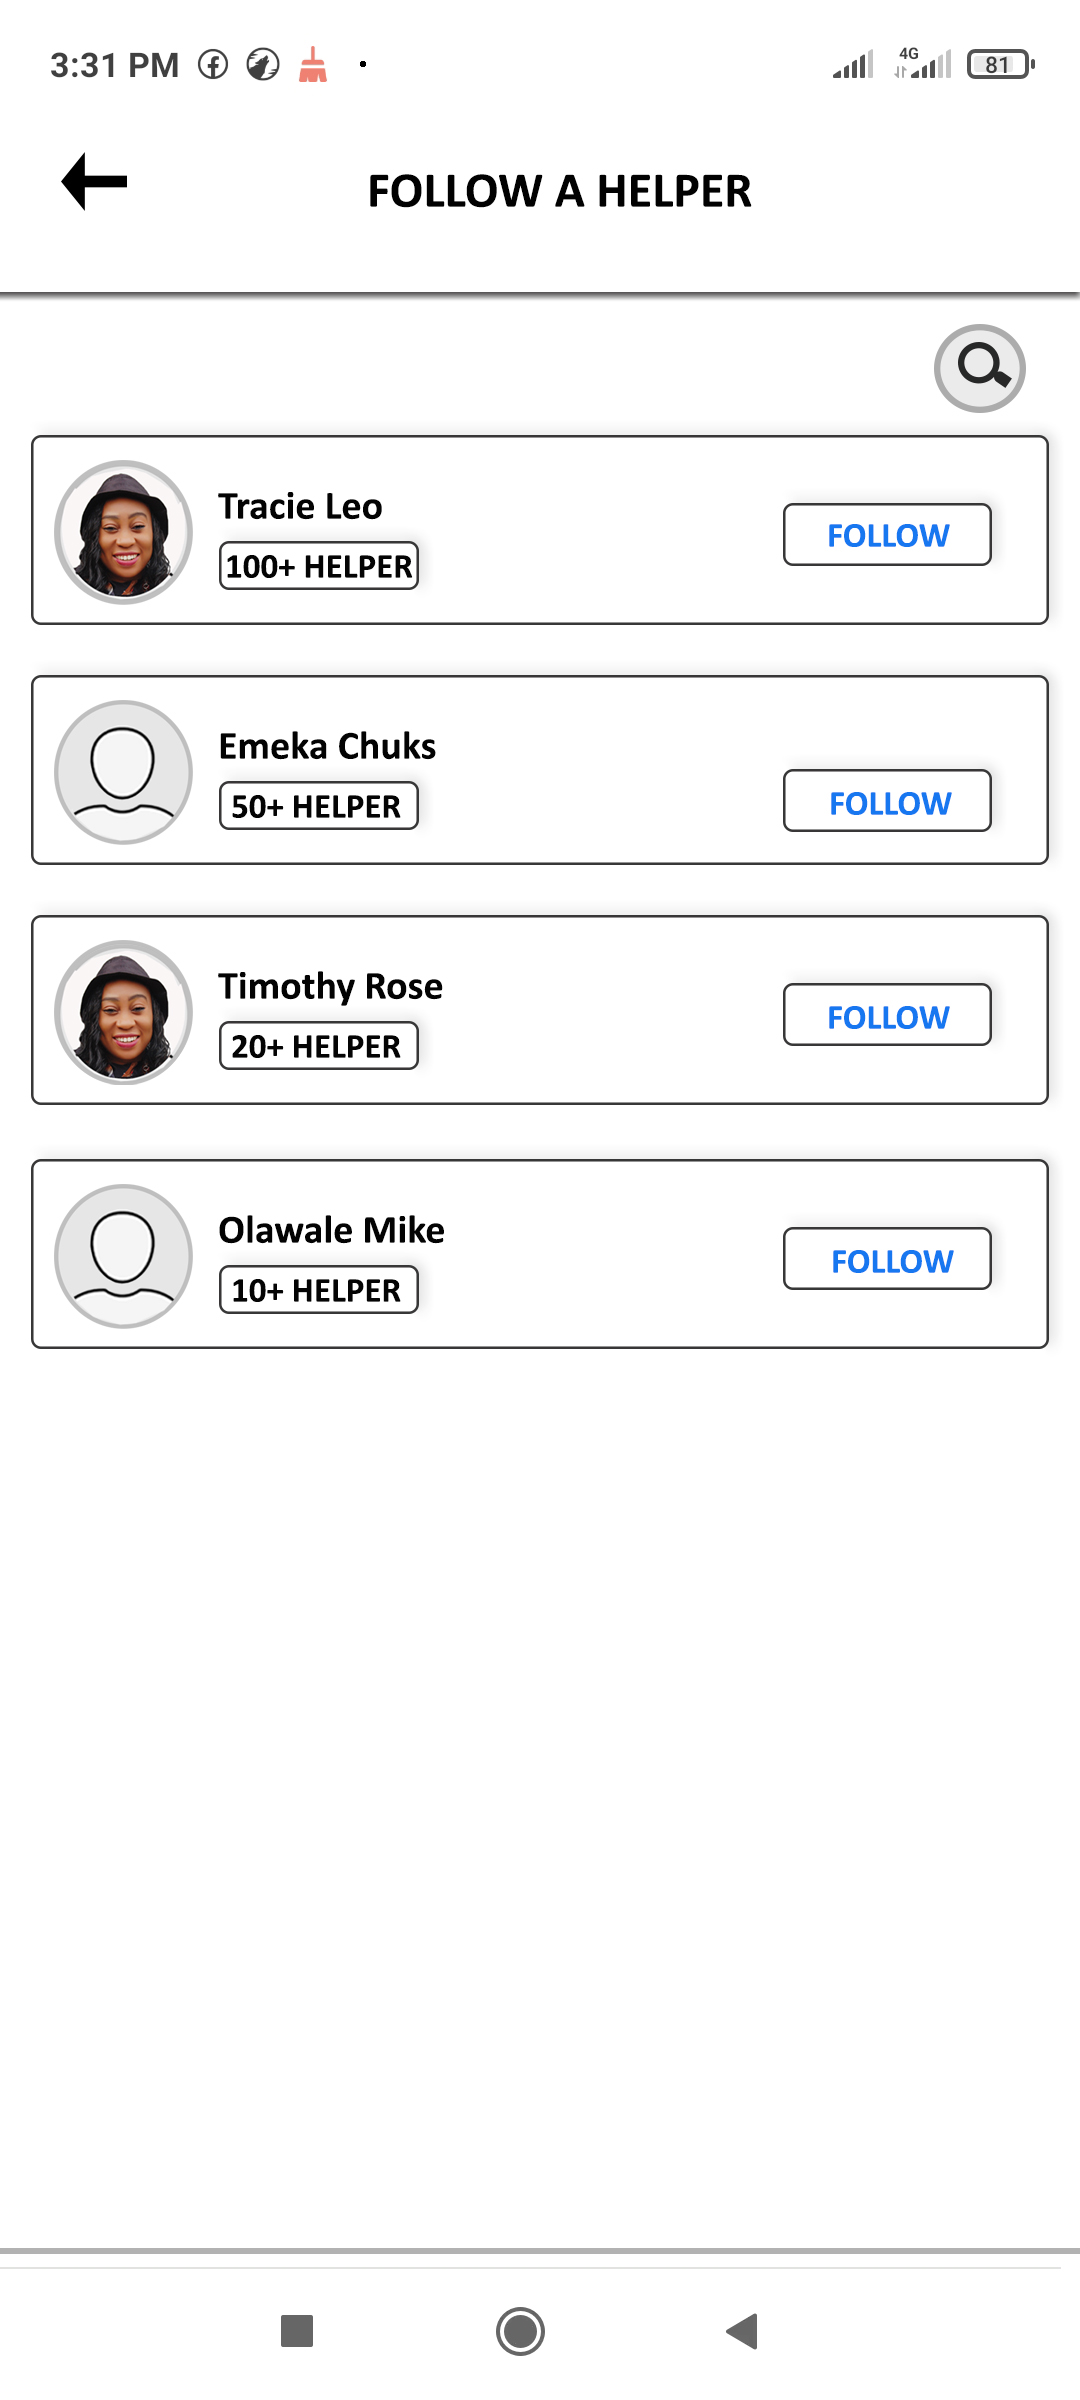 3:31 PM
4G
81
FOLLOW A HELPER
Tracie Leo
100+ HELPER
FOLLOW
Emeka Chuks
50+ HELPER
FOLLOW
Timothy Rose
20+ HELPER
FOLLOW
Olawale Mike
10+ HELPER
FOLLOW